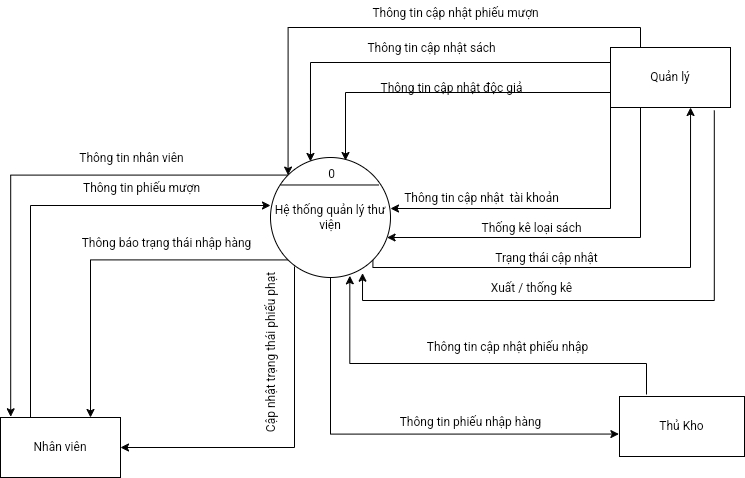 Thông tin cập nhật phiếu mượn
Thông tin cập nhật sách
Quản lý
Thông tin cập nhật độc giả
Thông tin nhân viên
0
Thông tin phiếu mượn
Thông tin cập nhật tài khoản
Hệ thống quản lý thư
viện
Thống kê loại sách
Thông báo trạng thái nhập hàng
Trạng thái cập nhật
Xuất / thống kê
Cập nhật trạng thái phiếu phạt
Thông tin cập nhật phiếu nhập
Thông tin phiếu nhập hàng
Thủ Kho
Nhân viên